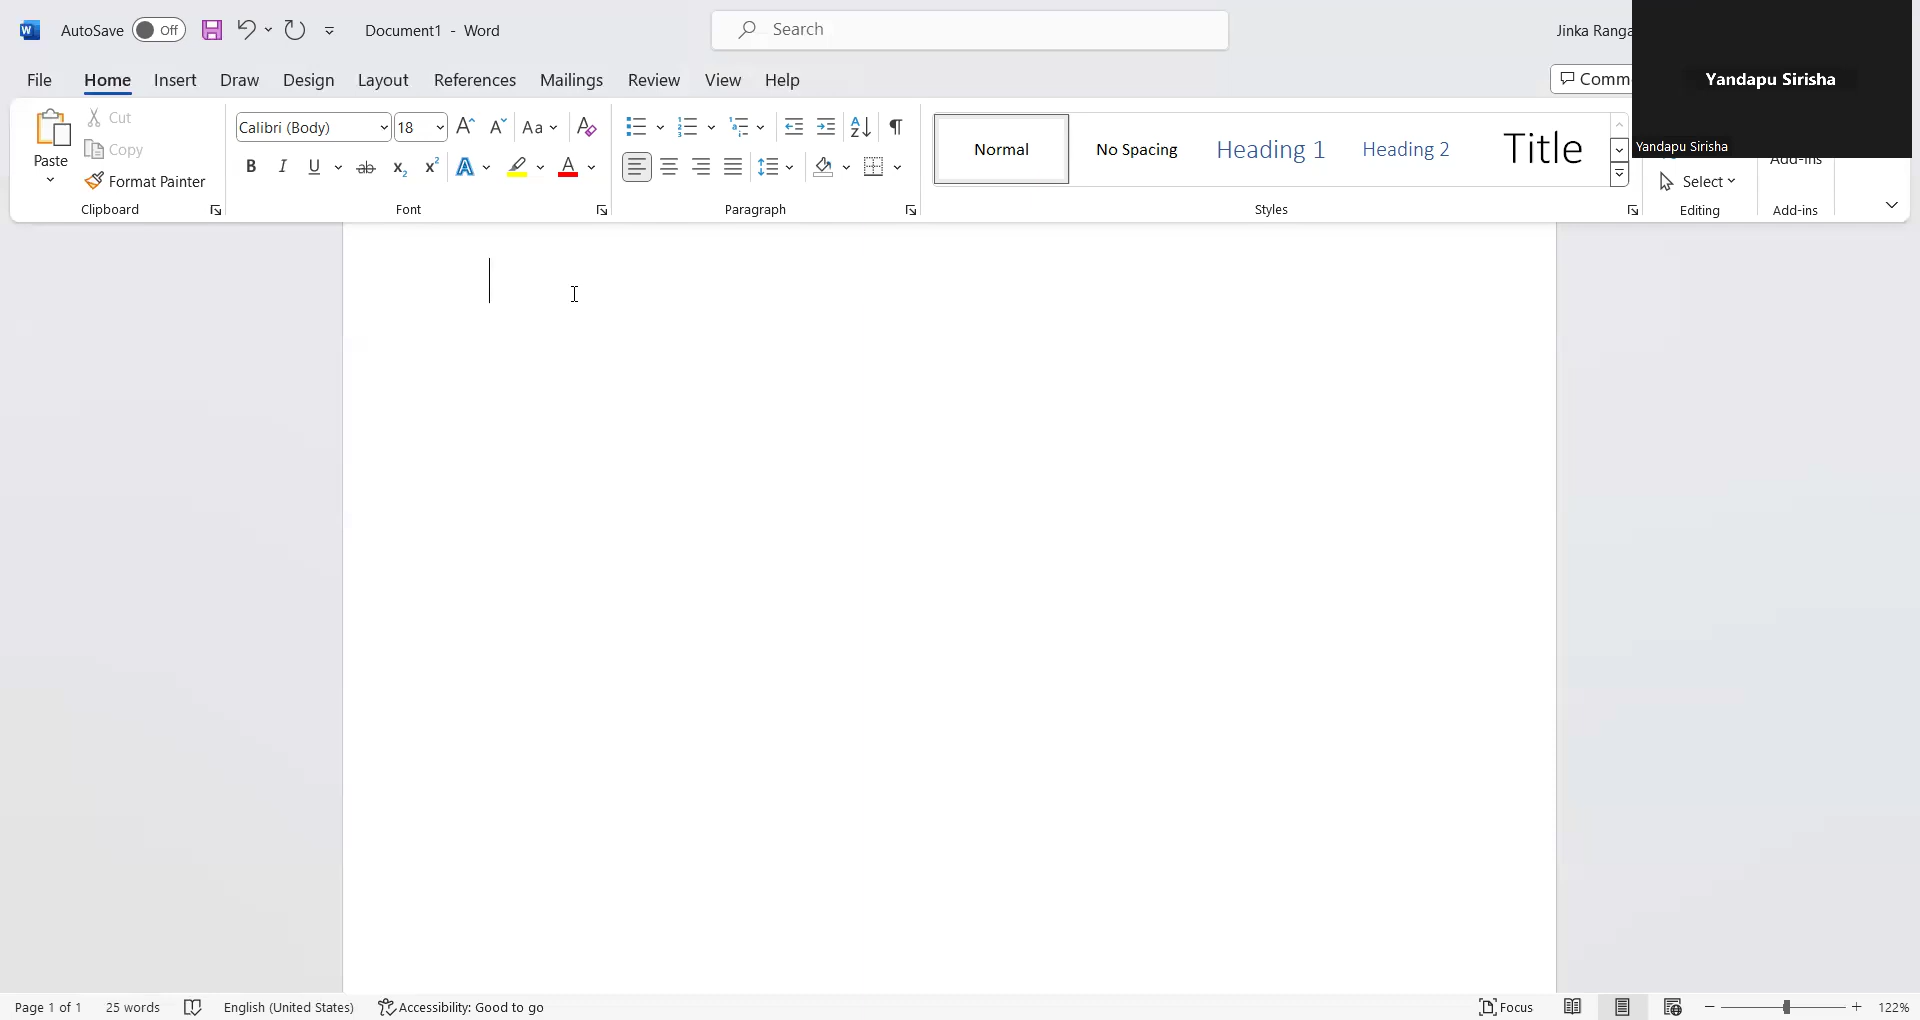 AutoSave Off Document1 - Word Search Jinka Ranga
File Home Insert Draw Design Layout References Mailings Review View Help Comm
Yandapu Sirisha
Yandapu Sirisha
Paste Cut
Copy
Format Painter
Clipboard
Calibri (Body) 18 Aa
B I U ab x2 x2 A A
Font
Paragraph
Normal No Spacing Heading 1 Heading 2 Title
Styles
Select
Editing
Add-ins
Add-ins
Page 1 of 1 25 words English (United States) Accessibility: Good to go Focus 122%